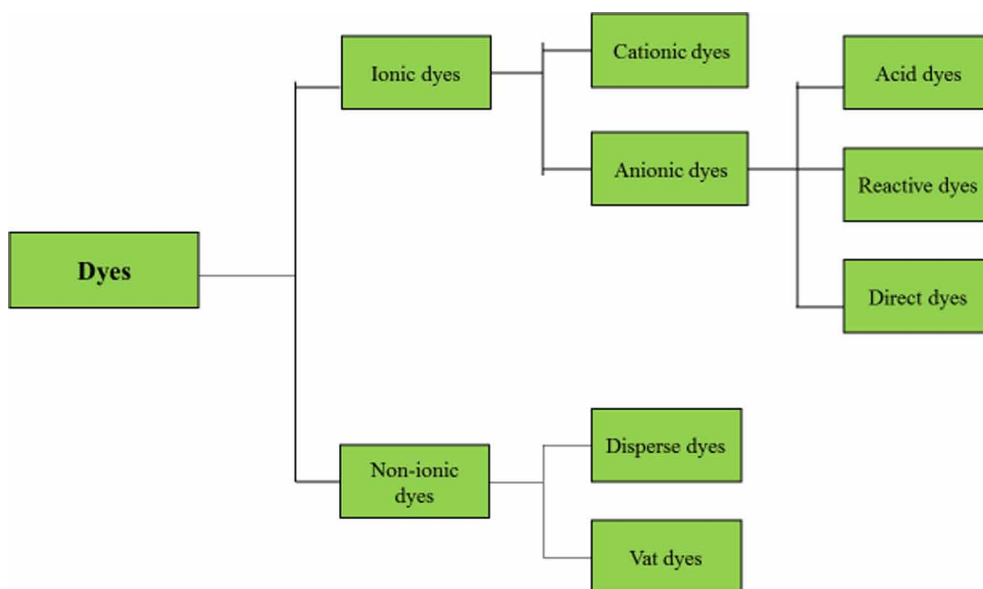 Cationic dyes
Ionic dyes
Acid dyes
Anionic dyes
Reactive dyes
Dyes
Direct dyes
Disperse dyes
Non-ionic
dyes
Vat dyes